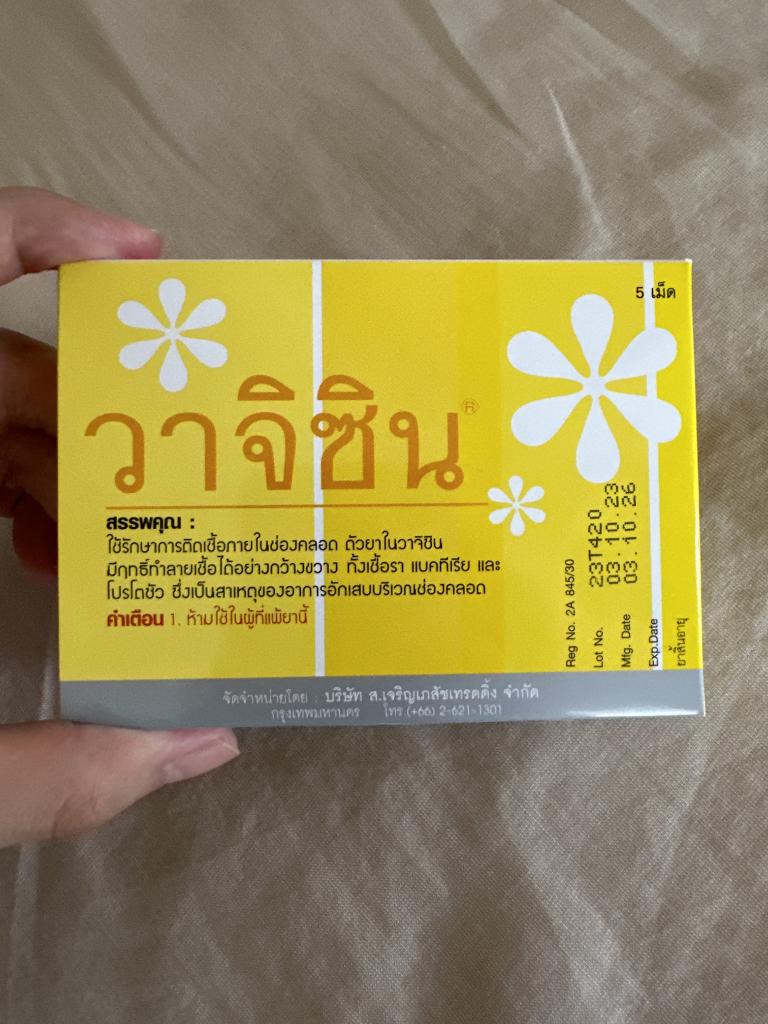 5 เม็ด
วาจิซิน®
สรรพคุณ :
ใช้รักษาการติดเชื้อภายในช่องคลอด ตัวยาในวาจิซิน
มีฤทธิ์ทำลายเชื้อได้อย่างกว้างขวาง ทั้งเชื้อรา แบคทีเรีย และ
โปรโตซัว ซึ่งเป็นสาเหตุของอาการอักเสบบริเวณช่องคลอด
คำเตือน 1. ห้ามใช้ในผู้ที่แพ้ยานี้
Reg No. 2A 845/30
Lot No. 23T420
Mfg. Date 03.10.23
Exp.Date 03.10.26
ยาสิ้นอายุ
จัดจำหน่ายโดย : บริษัท ส.เจริญเภสัชเทรดดิ้ง จำกัด
กรุงเทพมหานคร โทร.(+66) 2-621-1301